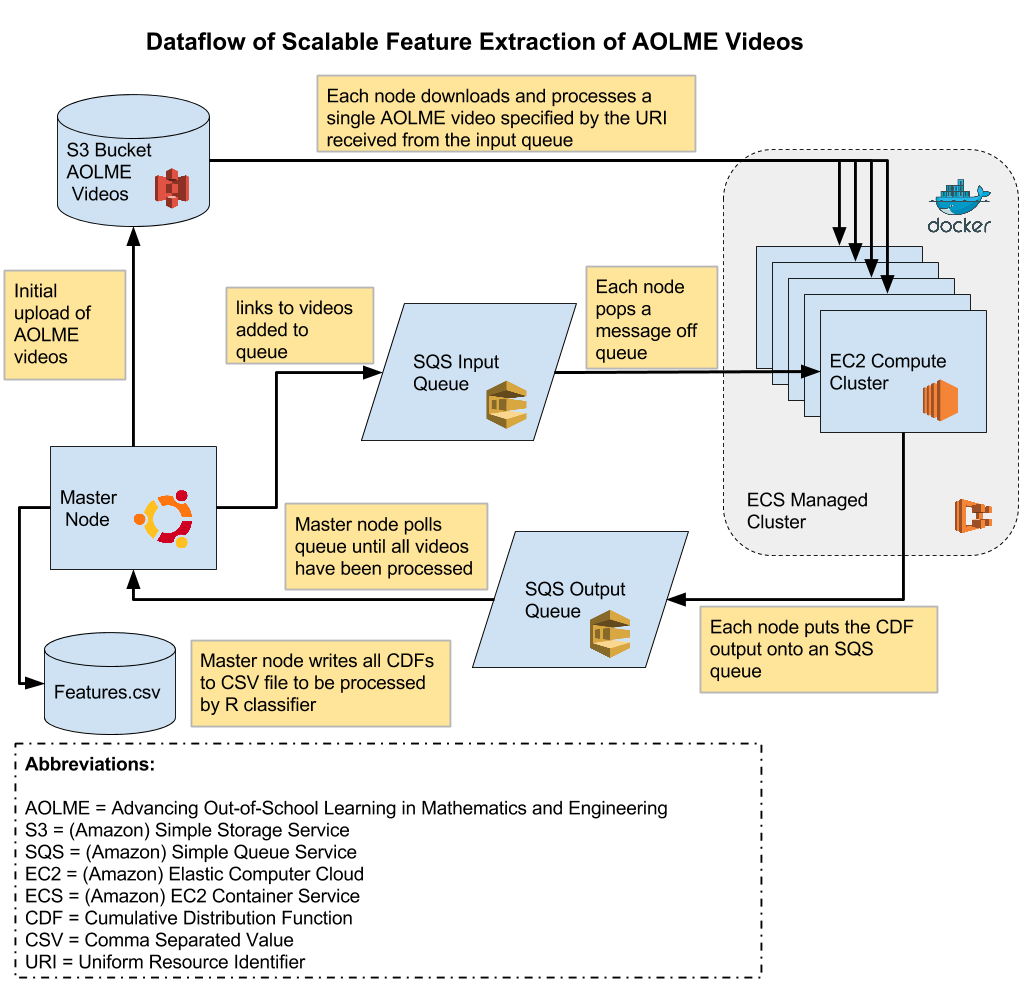 Dataflow of Scalable Feature Extraction of AOLME Videos
Each node downloads and processes a
single AOLME video specified by the URI
received from the input queue
S3 Bucket
AOLME
Videos
docker
Initial
upload of
AOLME
videos
links to videos
added to
queue
SQS Input
Queue
Each node
pops a
message off
queue
EC2 Compute
Cluster
Master
Node
ECS Managed
Cluster
Master node polls
queue until all videos
have been processed
SQS Output
Queue
Each node puts the CDF
output onto an SQS
queue
Features.csv
Master node writes all CDFs
to CSV file to be processed
by R classifier
Abbreviations:
AOLME = Advancing Out-of-School Learning in Mathematics and Engineering
S3 = (Amazon) Simple Storage Service
SQS = (Amazon) Simple Queue Service
EC2 = (Amazon) Elastic Computer Cloud
ECS = (Amazon) EC2 Container Service
CDF = Cumulative Distribution Function
CSV = Comma Separated Value
URI = Uniform Resource Identifier